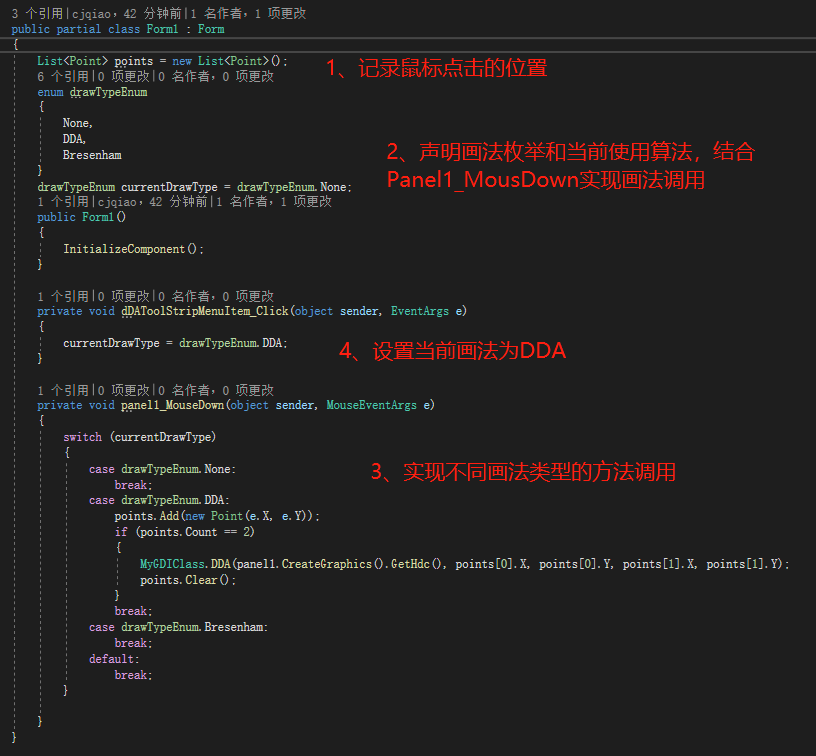 3 个引用|cjqiao，42 分钟前|1 名作者，1 项更改
public partial class Form1 : Form
{
List<Point> points = new List<Point>();
1、记录鼠标点击的位置
6 个引用|0 项更改|0 名作者，0 项更改
enum drawTypeEnum
{
None,
DDA,
Bresenham
}
2、声明画法枚举和当前使用算法，结合
Panel1_MousDown实现画法调用
drawTypeEnum currentDrawType = drawTypeEnum.None;
1 个引用|cjqiao，42 分钟前|1 名作者，1 项更改
public Form1()
{
InitializeComponent();
}
1 个引用|0 项更改|0 名作者，0 项更改
private void dDAToolStripMenuItem_Click(object sender, EventArgs e)
{
currentDrawType = drawTypeEnum.DDA;
}
4、设置当前画法为DDA
1 个引用|0 项更改|0 名作者，0 项更改
private void panel1_MouseDown(object sender, MouseEventArgs e)
{
switch (currentDrawType)
{
case drawTypeEnum.None:
3、实现不同画法类型的方法调用
break;
case drawTypeEnum.DDA:
points.Add(new Point(e.X, e.Y));
if (points.Count == 2)
{
MyGDIClass.DDA(panel1.CreateGraphics().GetHdc(), points[0].X, points[0].Y, points[1].X, points[1].Y);
points.Clear();
}
break;
case drawTypeEnum.Bresenham:
break;
default:
break;
}
}
}